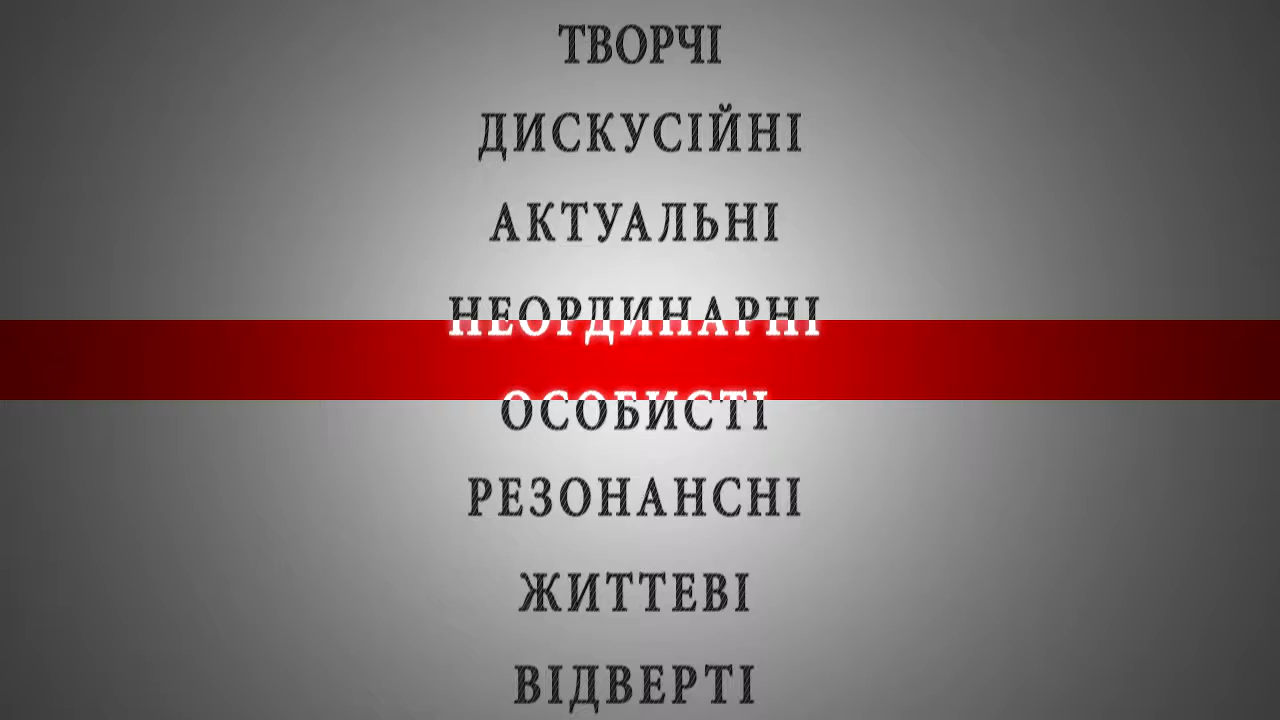 ТВОРЧІ
ДИСКУСІЙНІ
АКТУАЛЬНІ
НЕОРДИНАРНІ
ОСОБИСТІ
РЕЗОНАНСНІ
ЖИТТЕВІ
ВІДВЕРТІ